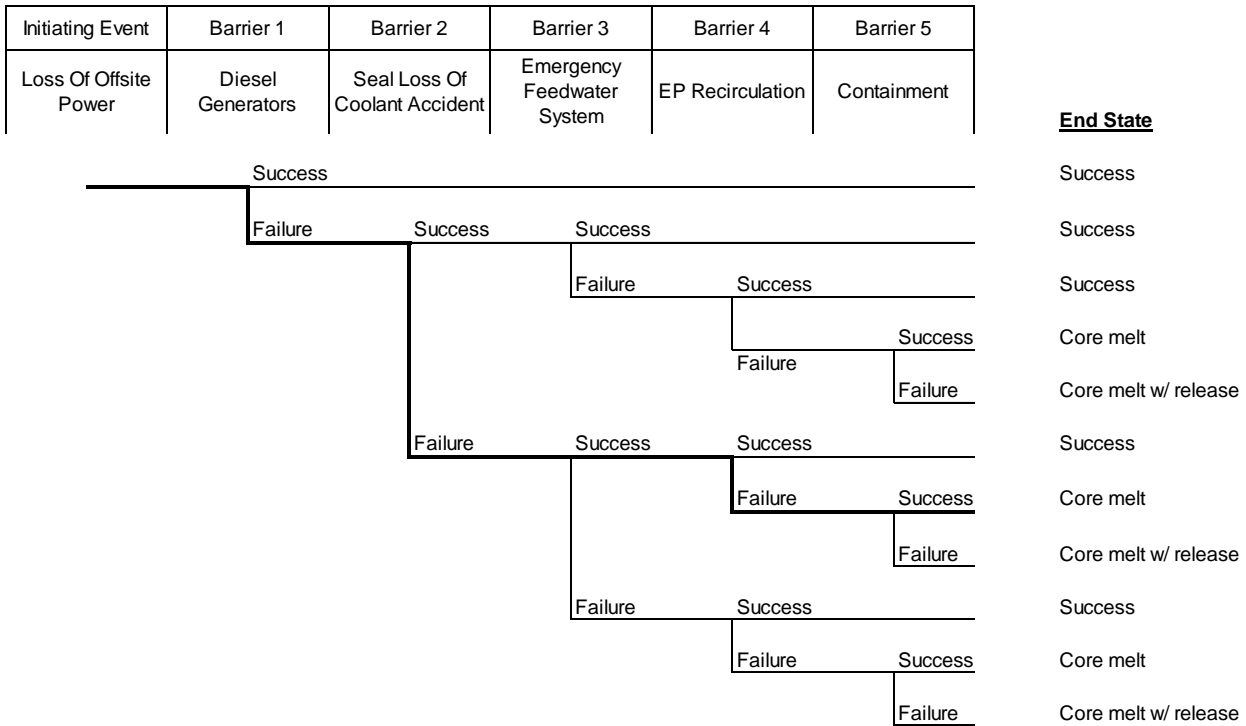 Initiating Event Barrier 1 Barrier 2 Barrier 3 Barrier 4 Barrier 5
Loss Of Offsite Power Diesel Generators Seal Loss Of Coolant Accident Emergency Feedwater System EP Recirculation Containment
End State
Success Success
Failure Success Success Success
Failure Success Success
Success Core melt
Failure
Failure Core melt w/ release
Failure Success Success Success
Failure Success Core melt
Failure Core melt w/ release
Failure Success Success
Failure Success Core melt
Failure Core melt w/ release